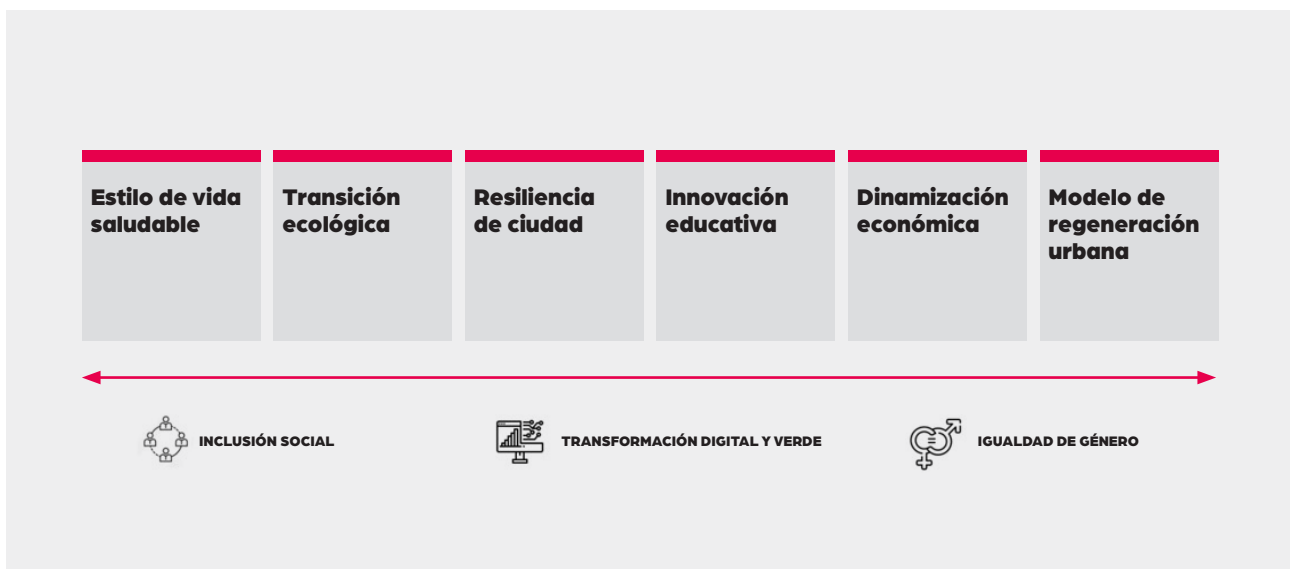 Estilo de vida
saludable
Transición
ecológica
Resiliencia
de ciudad
Innovación
educativa
Dinamización
económica
Modelo de
regeneración
urbana
INCLUSIÓN SOCIAL
TRANSFORMACIÓN DIGITAL Y VERDE
IGUALDAD DE GÉNERO